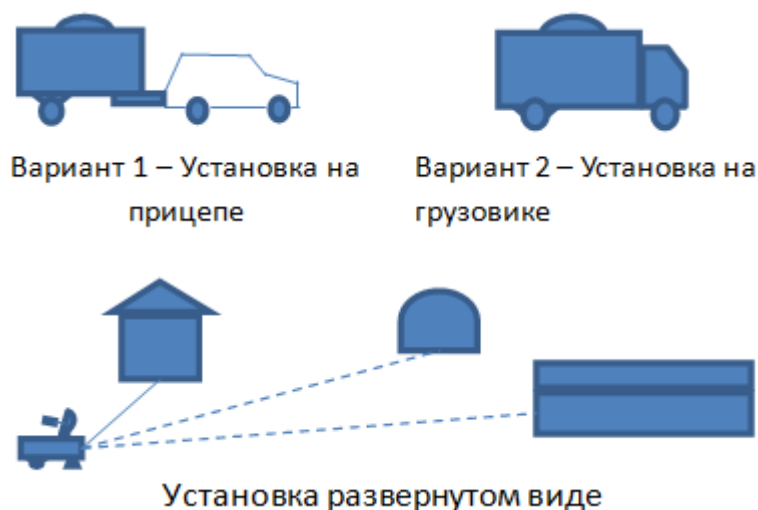 Вариант 1 – Установка на
прицепе
Вариант 2 – Установка на
грузовике
Установка развернутом виде